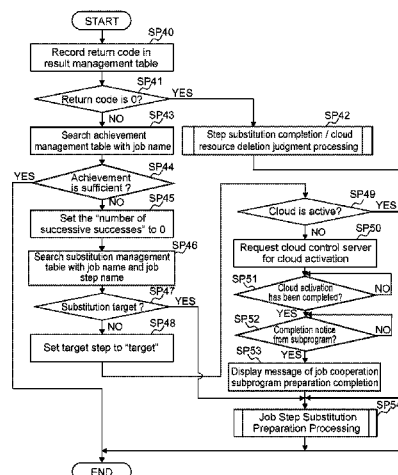 START
SP40
Record return code in
result management table
SP41
Return code is 0?
YES
NO
SP42
Step substitution completion / cloud
resource deletion judgment processing
SP43
Search achievement
management table with job name
SP44
YES
Achievement
is sufficient ?
NO
SP45
Set the "number of
successive successes" to 0
SP46
Search substitution management
table with job name and job
step name
SP47
Substitution target ?
YES
NO
SP48
Set target step to "target"
SP49
Cloud is active?
YES
NO
SP50
Request cloud control server
for cloud activation
SP51
Cloud activation
has been completed?
NO
YES
SP52
Completion notice
from subprogram?
NO
YES
SP53
Display message of job cooperation
subprogram preparation completion
SP54
Job Step Substitution
Preparation Processing
END